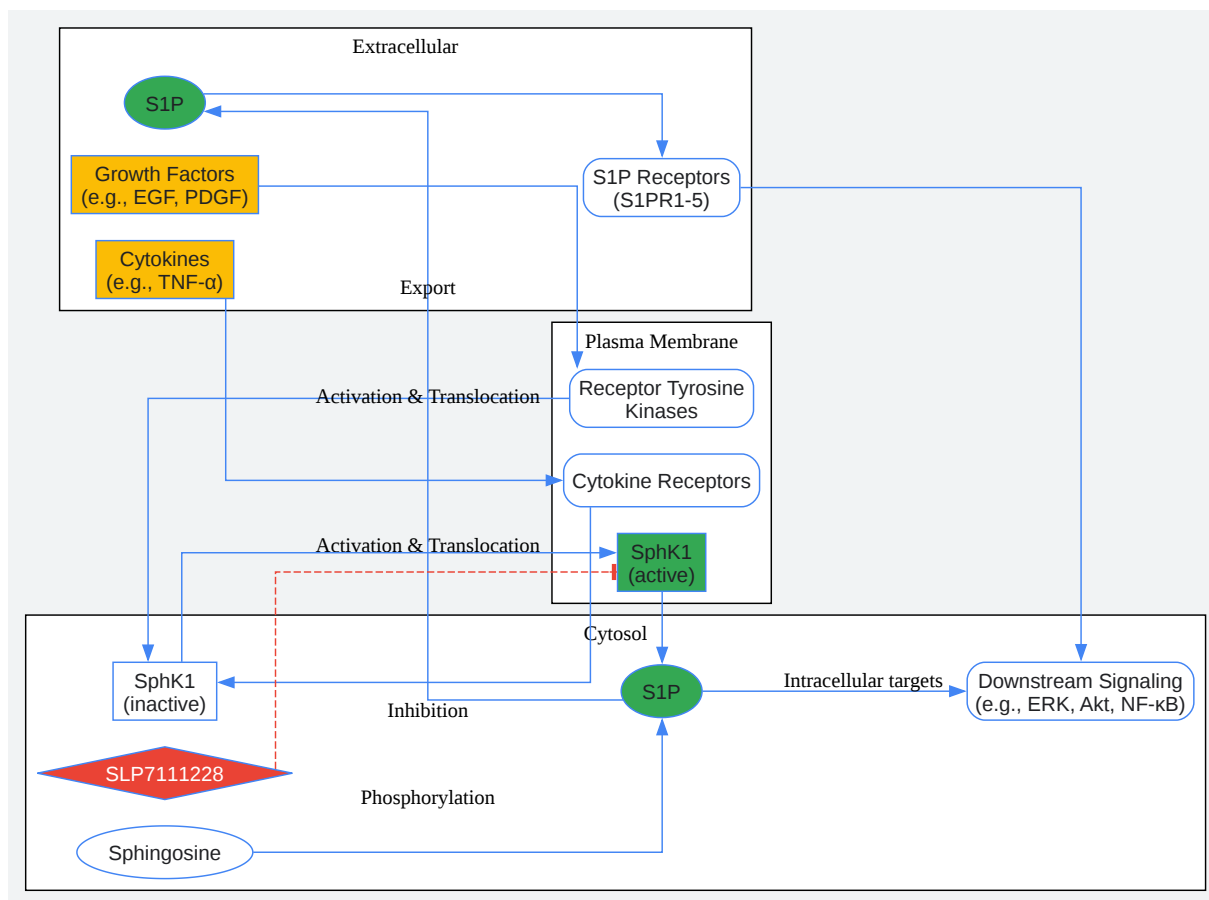 Extracellular
S1P
Growth Factors
(e.g., EGF, PDGF)
S1P Receptors
(S1PR1-5)
Cytokines
(e.g., TNF-α)
Export
Plasma Membrane
Receptor Tyrosine
Kinases
Activation & Translocation
Cytokine Receptors
Activation & Translocation
SphK1
(active)
Cytosol
SphK1
(inactive)
S1P
Intracellular targets
Downstream Signaling
(e.g., ERK, Akt, NF-κB)
Inhibition
SLP7111228
Phosphorylation
Sphingosine